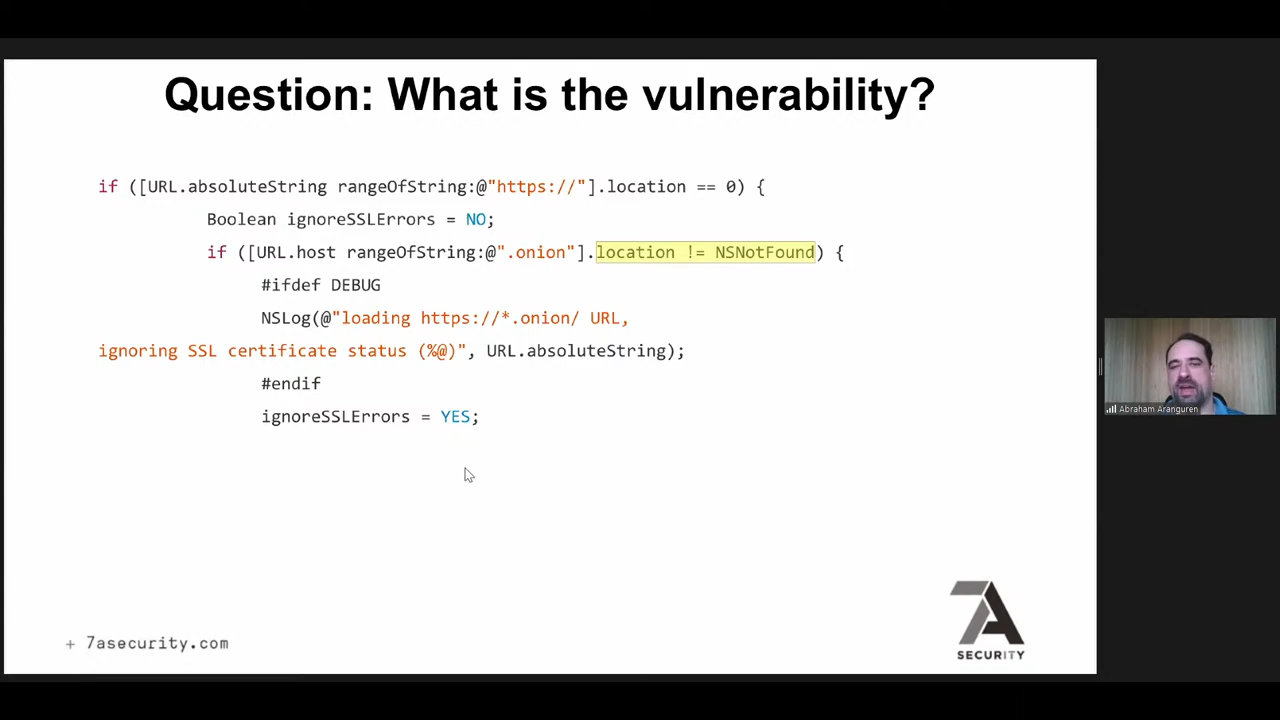 Question: What is the vulnerability?
if ([URL.absoluteString rangeOfString:@"https://"].location == 0) {
Boolean ignoreSSLErrors = NO;
if ([URL.host rangeOfString:@".onion"].location != NSNotFound) {
#ifdef DEBUG
NSLog(@"loading https://*.onion/ URL,
ignoring SSL certificate status (%@)", URL.absoluteString);
#endif
ignoreSSLErrors = YES;
Abraham Aranguren
+ 7asecurity.com
7A
SECURITY